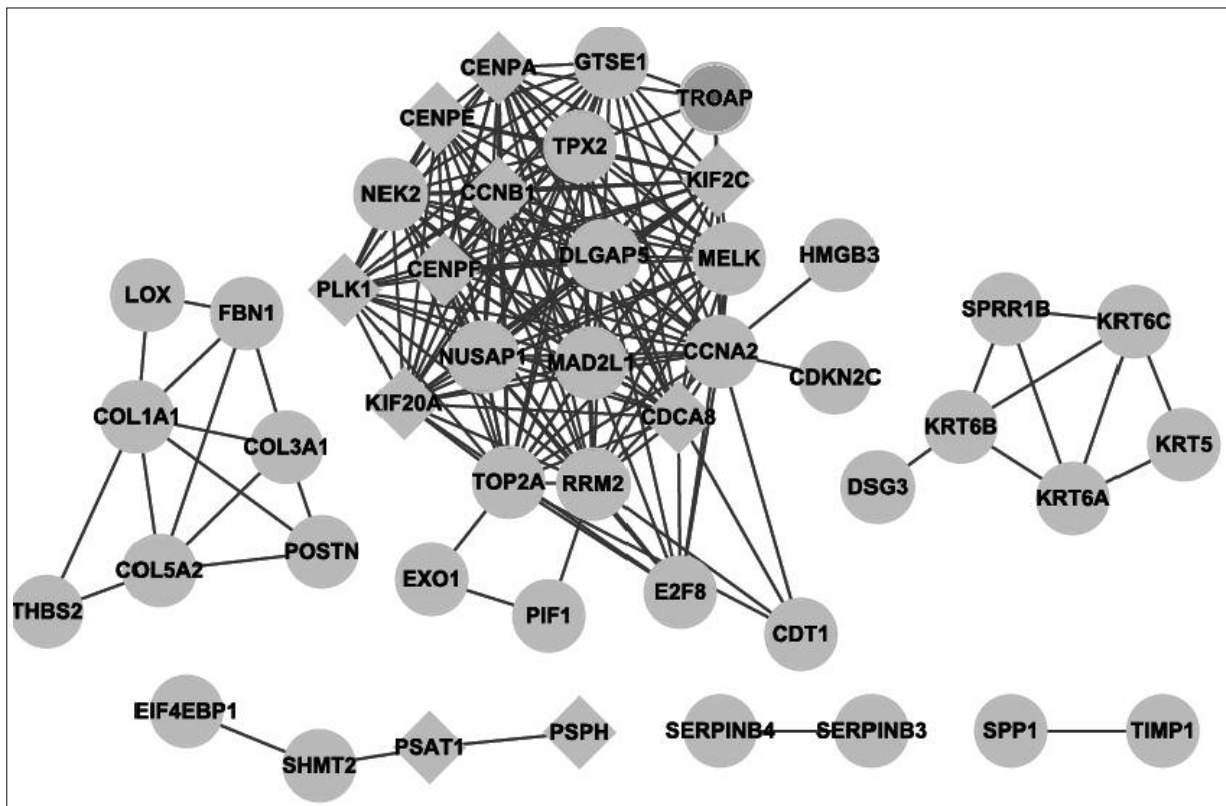 GTSE1
CENPA
TROAP
CENPE
TPX2
KIF2C
NEK2
CCNB1
DLGAP5
MELK
HMGB3
CENPF
PLK1
LOX
FBN1
SPRR1B
KRT6C
NUSAP1
MAD2L1
CCNA2
CDKN2C
KIF20A
CDCA8
COL1A1
COL3A1
KRT6B
KRT5
TOP2A
RRM2
DSG3
KRT6A
COL5A2
POSTN
EXO1
E2F8
THBS2
PIF1
CDT1
EIF4EBP1
PSPH
SERPINB4
SERPINB3
SPP1
TIMP1
PSAT1
SHMT2